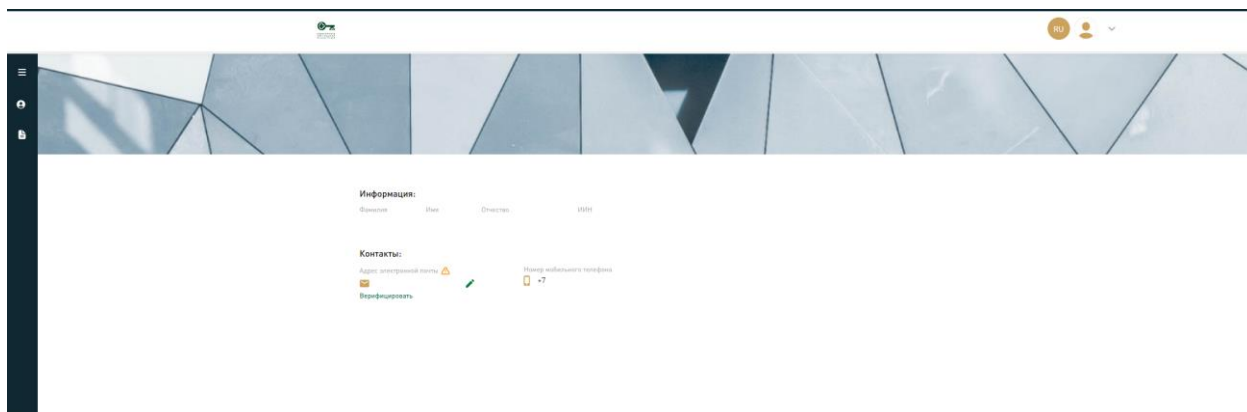 RU
Информация:
Фамилия Имя Отчество ИИН
Контакты:
Адрес электронной почты Номер мобильного телефона
+7
Верифицировать